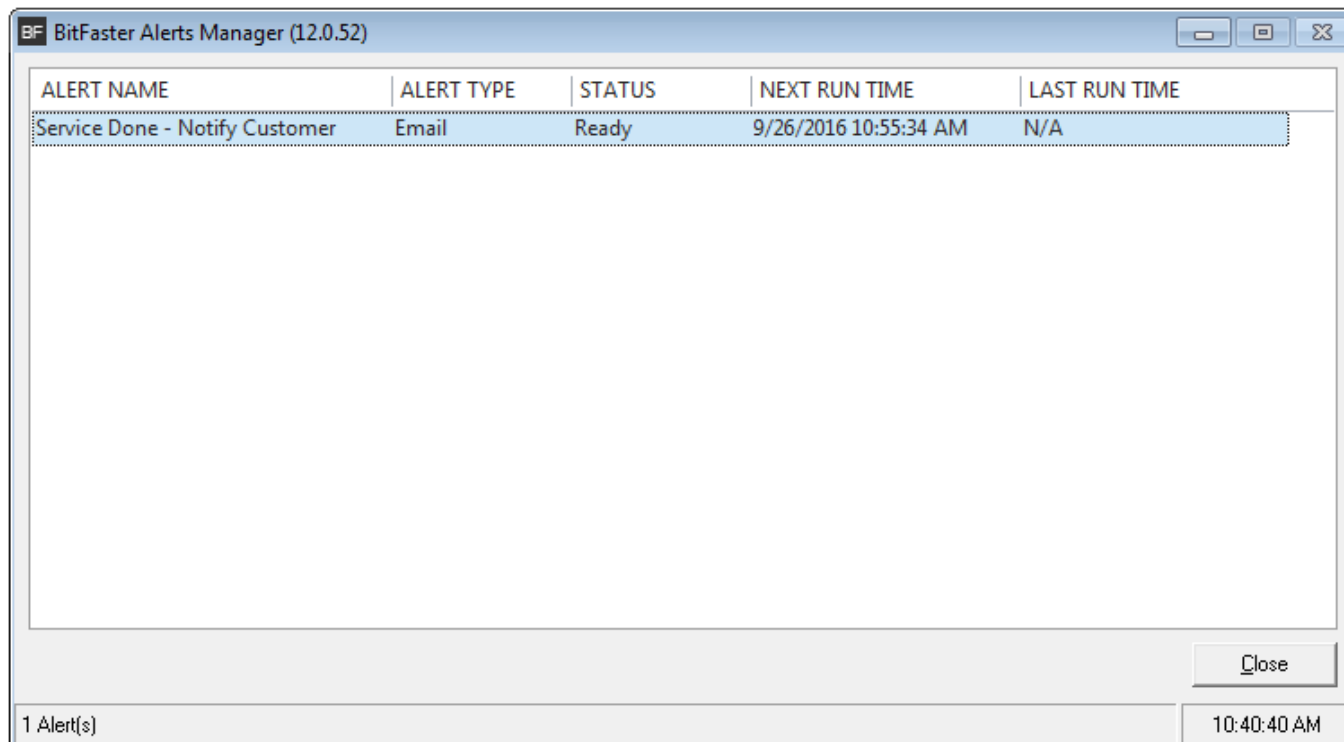 BF BitFaster Alerts Manager (12.0.52)
ALERT NAME ALERT TYPE STATUS NEXT RUN TIME LAST RUN TIME
Service Done - Notify Customer Email Ready 9/26/2016 10:55:34 AM N/A
Close
1 Alert(s) 10:40:40 AM